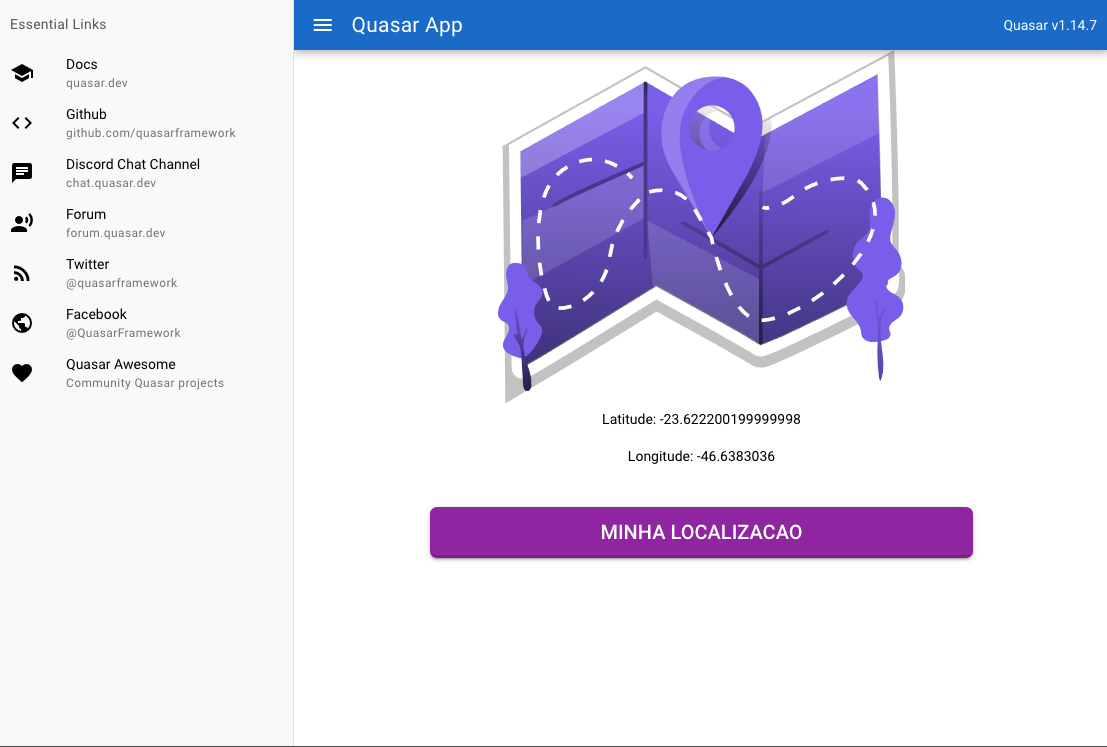 Essential Links
Docs
quasar.dev
Github
github.com/quasarframework
Discord Chat Channel
chat.quasar.dev
Forum
forum.quasar.dev
Twitter
@quasarframework
Facebook
@QuasarFramework
Quasar Awesome
Community Quasar projects
Quasar App
Quasar v1.14.7
Latitude: -23.622200199999998
Longitude: -46.6383036
MINHA LOCALIZACAO